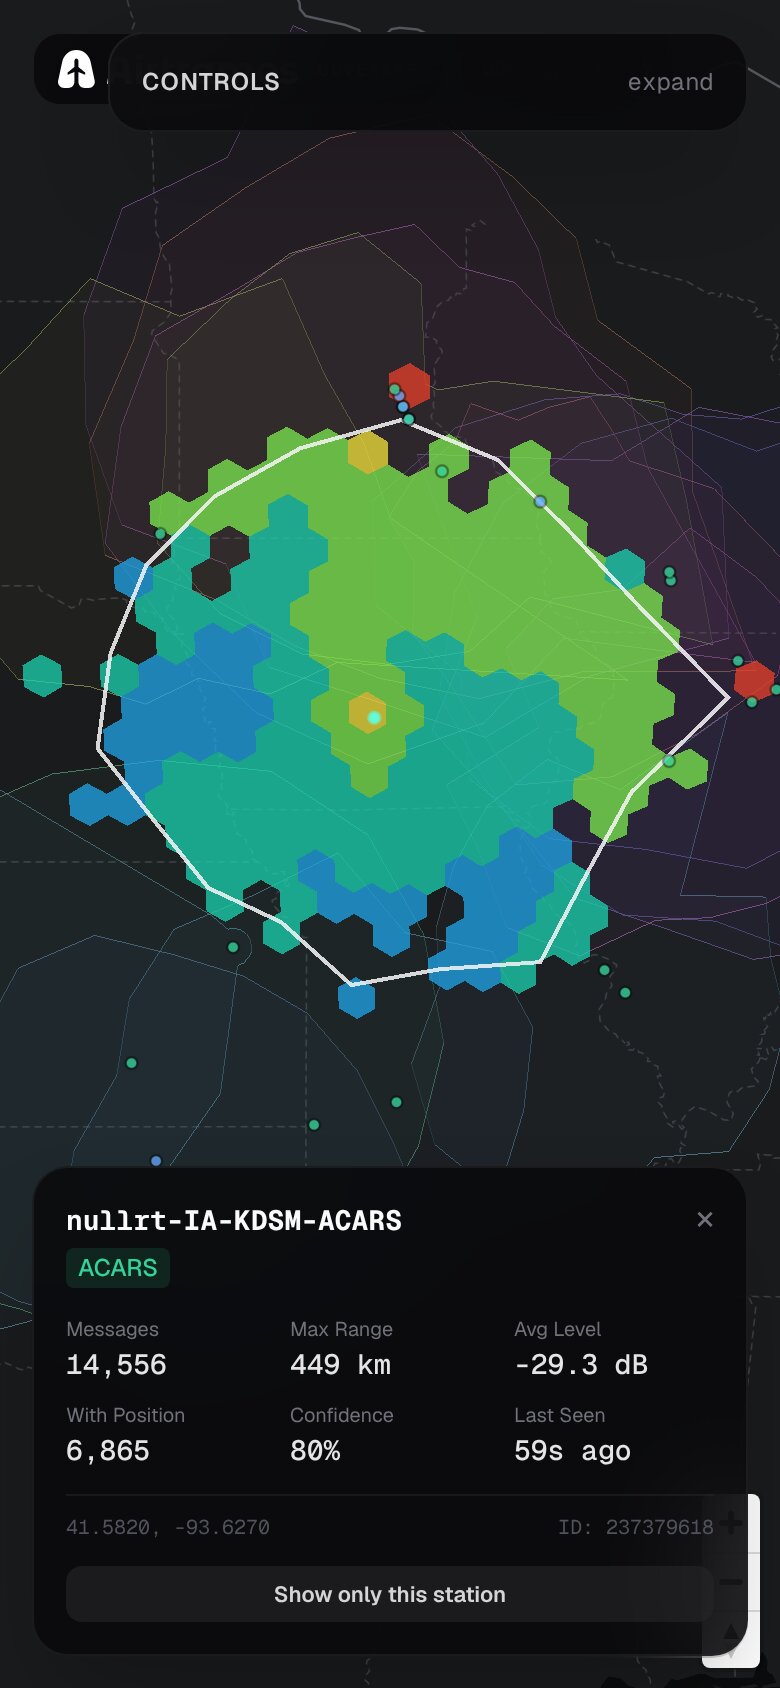 CONTROLS expand
nullrt-IA-KDSM-ACARS ×
ACARS
Messages Max Range Avg Level
14,556 449 km -29.3 dB
With Position Confidence Last Seen
6,865 80% 59s ago
41.5820, -93.6270 ID: 237379618
Show only this station